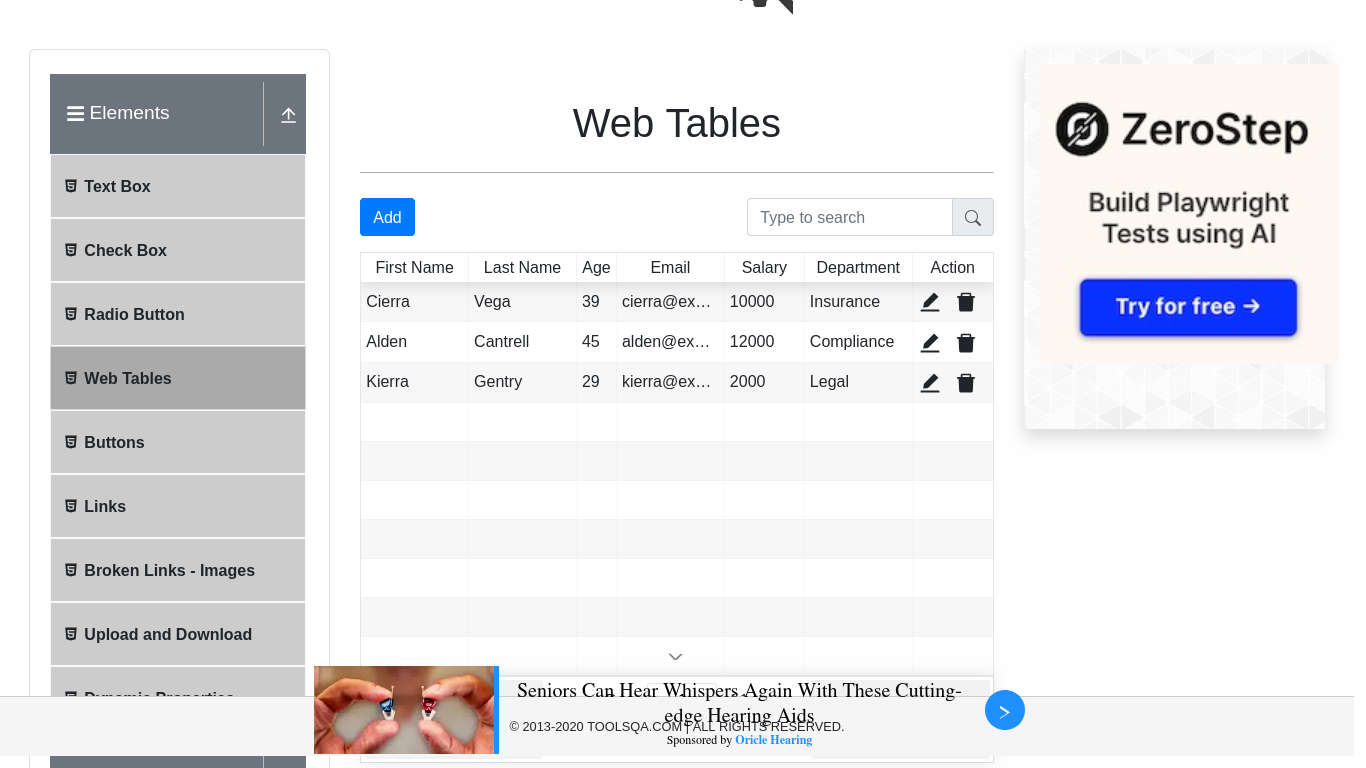 Elements
Text Box
Check Box
Radio Button
Web Tables
Buttons
Links
Broken Links - Images
Upload and Download
Dynamic Properties
Web Tables
Add
Type to search
First Name Last Name Age Email Salary Department Action
Cierra Vega 39 cierra@ex... 10000 Insurance
Alden Cantrell 45 alden@ex... 12000 Compliance
Kierra Gentry 29 kierra@ex... 2000 Legal
ZeroStep
Build Playwright
Tests using AI
Try for free →
Seniors Can Hear Whispers Again With These Cutting-
edge Hearing Aids
Sponsored by Oricle Hearing
© 2013-2020 TOOLSQA.COM | ALL RIGHTS RESERVED.